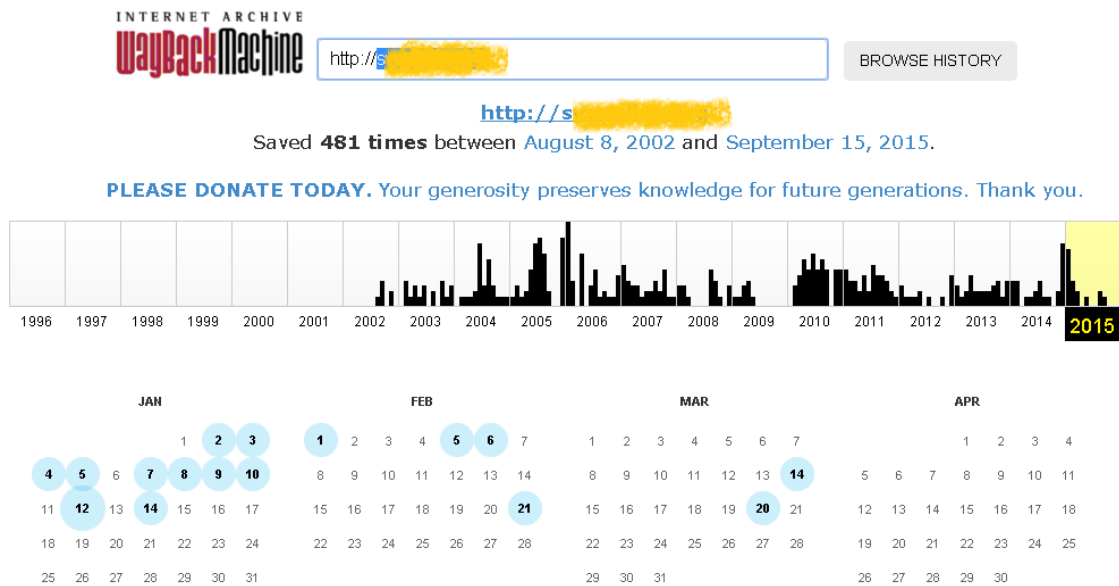 INTERNET ARCHIVE
WayBackMachine
http://s
BROWSE HISTORY
http://s
Saved 481 times between August 8, 2002 and September 15, 2015.
PLEASE DONATE TODAY. Your generosity preserves knowledge for future generations. Thank you.
1996 1997 1998 1999 2000 2001 2002 2003 2004 2005 2006 2007 2008 2009 2010 2011 2012 2013 2014 2015
JAN FEB MAR APR
1 2 3 1 2 3 4 5 6 7 1 2 3 4 5 6 7 1 2 3 4
4 5 6 7 8 9 10 8 9 10 11 12 13 14 8 9 10 11 12 13 14 5 6 7 8 9 10 11
11 12 13 14 15 16 17 15 16 17 18 19 20 21 15 16 17 18 19 20 21 12 13 14 15 16 17 18
18 19 20 21 22 23 24 22 23 24 25 26 27 28 22 23 24 25 26 27 28 19 20 21 22 23 24 25
25 26 27 28 29 30 31 29 30 31 26 27 28 29 30